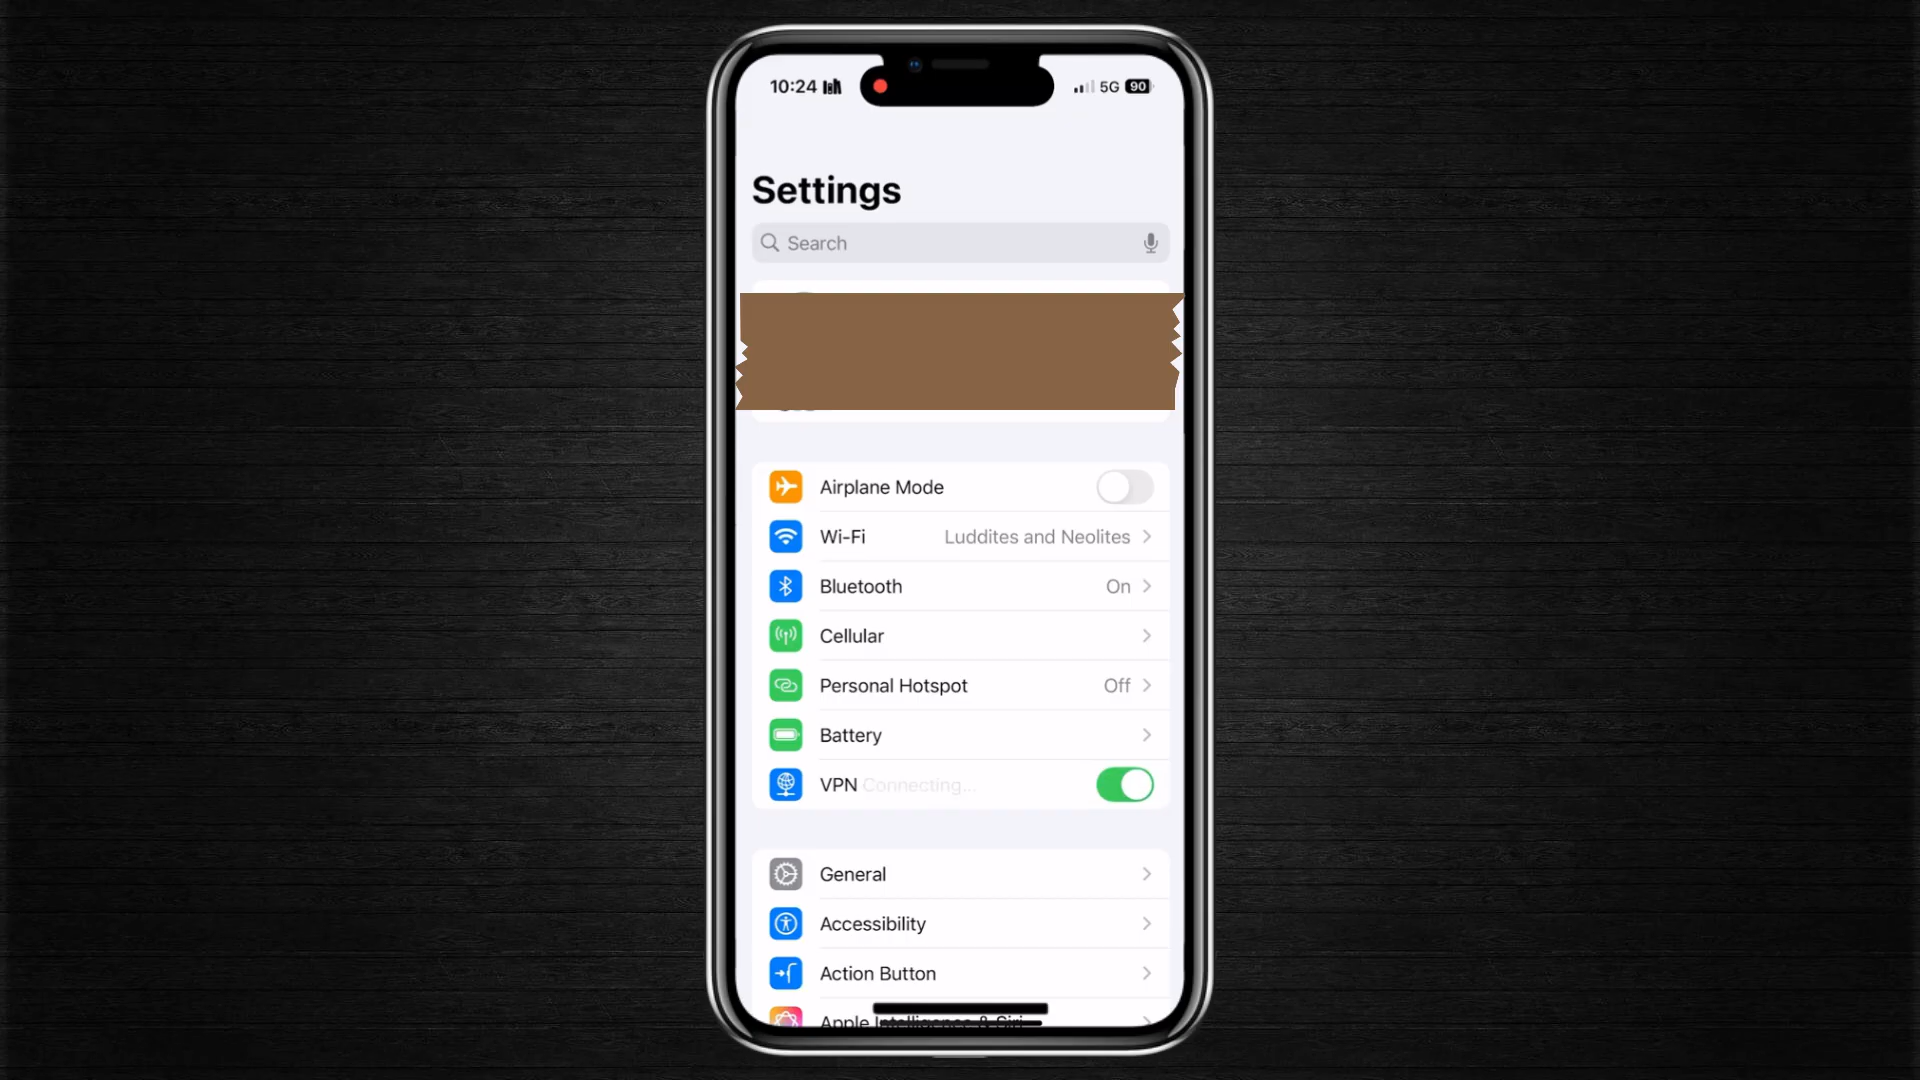 10:24 5G 90
Settings
Search
Airplane Mode
Wi-Fi Luddites and Neolites
Bluetooth On
Cellular
Personal Hotspot Off
Battery
VPN Connecting...
General
Accessibility
Action Button
Apple Intelligence & Siri